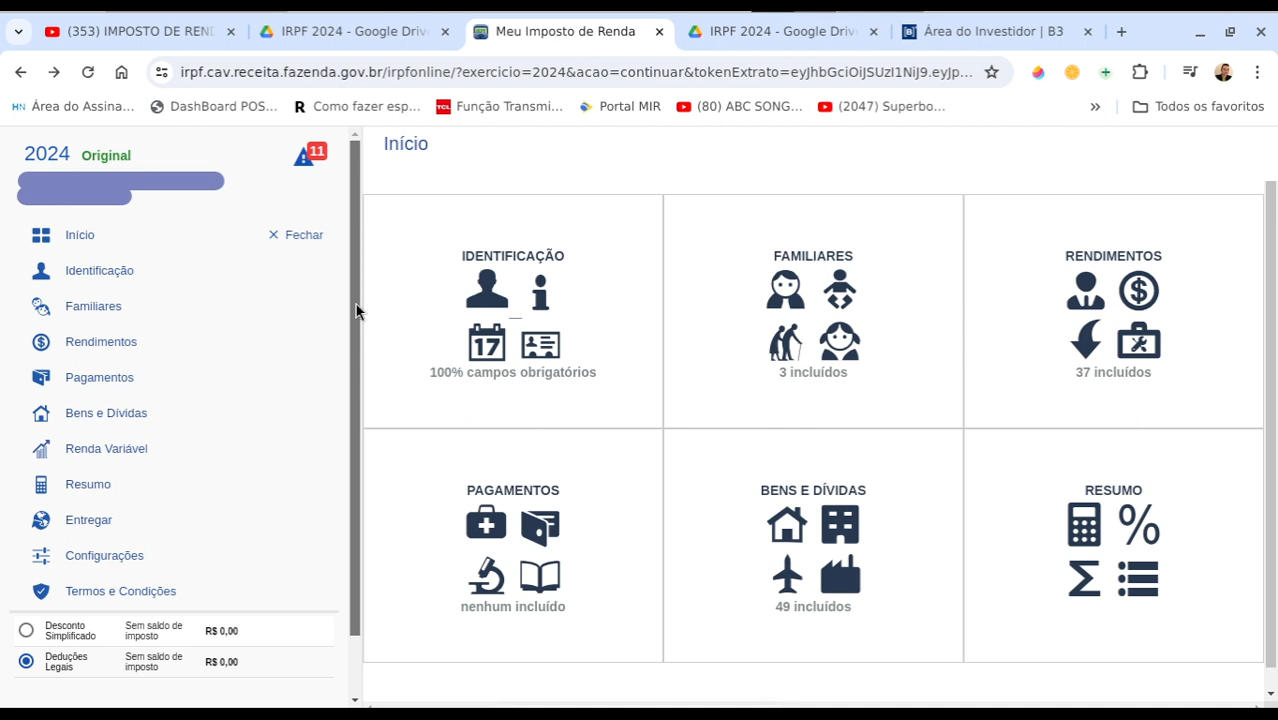 (353) IMPOSTO DE REN
IRPF 2024 - Google Driv
Meu Imposto de Renda
IRPF 2024 - Google Driv
Área do Investidor | B3
irpf.cav.receita.fazenda.gov.br/irpfonline/?exercicio=2024&acao=continuar&tokenExtrato=eyJhbGciOiJSUzI1NiJ9.eyJp...
Área do Assina...
DashBoard POS...
Como fazer esp...
Função Transmi...
Portal MIR
(80) ABC SONG...
(2047) Superbo...
Todos os favoritos
2024 Original
11
Início
Fechar
Identificação
Familiares
Rendimentos
Pagamentos
Bens e Dívidas
Renda Variável
Resumo
Entregar
Configurações
Termos e Condições
Desconto Simplificado
Sem saldo de imposto
R$ 0,00
Deduções Legais
Sem saldo de imposto
R$ 0,00
Início
IDENTIFICAÇÃO
17
100% campos obrigatórios
FAMILIARES
3 incluídos
RENDIMENTOS
37 incluídos
PAGAMENTOS
nenhum incluído
BENS E DÍVIDAS
49 incluídos
RESUMO